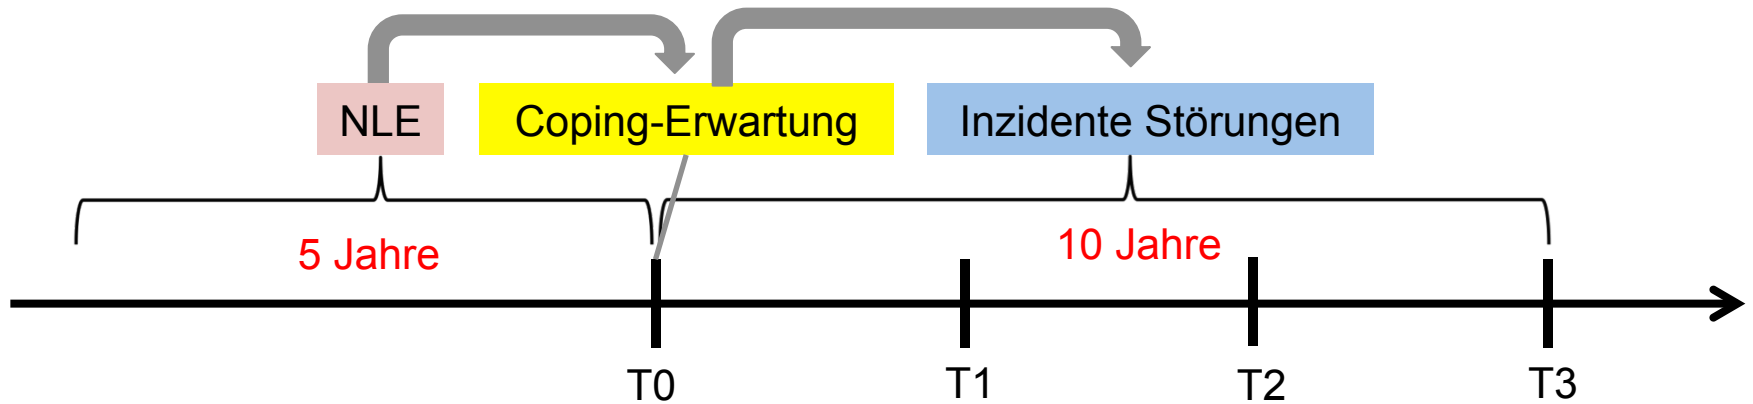 NLE
Coping-Erwartung
Inzidente Störungen
5 Jahre
10 Jahre
T0
T1
T2
T3